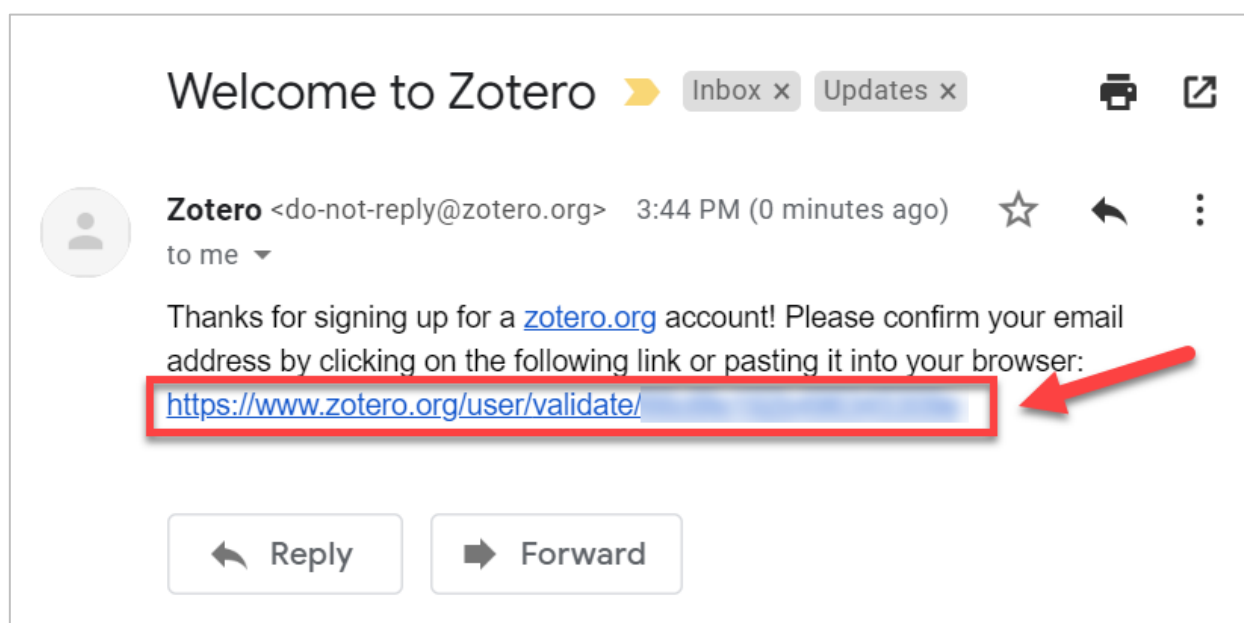 Welcome to Zotero Inbox × Updates ×
Zotero <do-not-reply@zotero.org> 3:44 PM (0 minutes ago)
to me
Thanks for signing up for a zotero.org account! Please confirm your email
address by clicking on the following link or pasting it into your browser:
https://www.zotero.org/user/validate/
Reply Forward